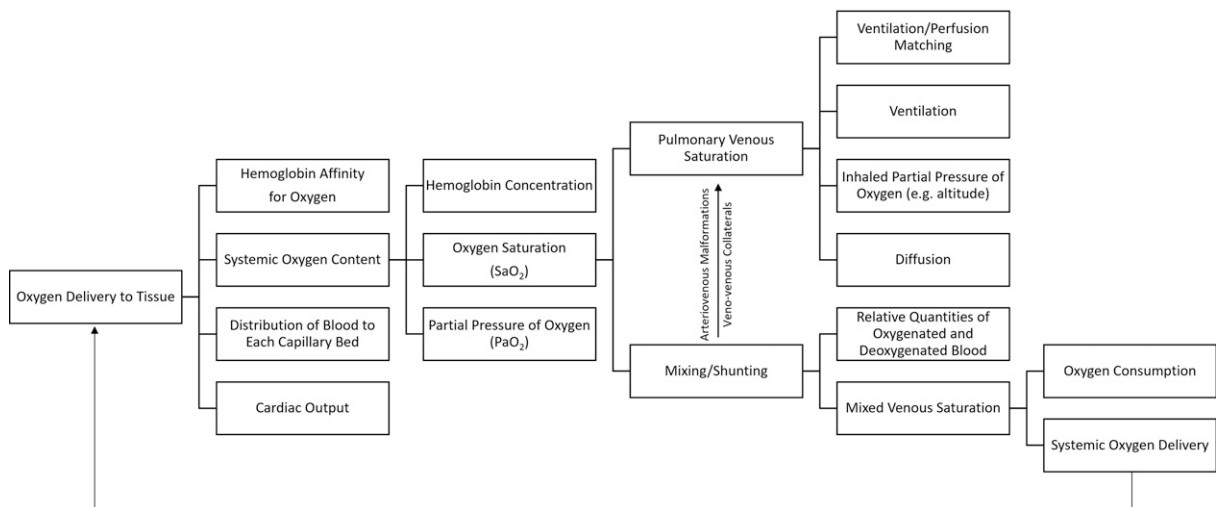 Oxygen Delivery to Tissue
Hemoglobin Affinity
for Oxygen
Systemic Oxygen Content
Distribution of Blood to
Each Capillary Bed
Cardiac Output
Hemoglobin Concentration
Oxygen Saturation
(SaO₂)
Partial Pressure of Oxygen
(PaO₂)
Pulmonary Venous
Saturation
Arteriovenous Malformations
Veno-venous Collaterals
Mixing/Shunting
Ventilation/Perfusion
Matching
Ventilation
Inhaled Partial Pressure of
Oxygen (e.g. altitude)
Diffusion
Relative Quantities of
Oxygenated and
Deoxygenated Blood
Mixed Venous Saturation
Oxygen Consumption
Systemic Oxygen Delivery